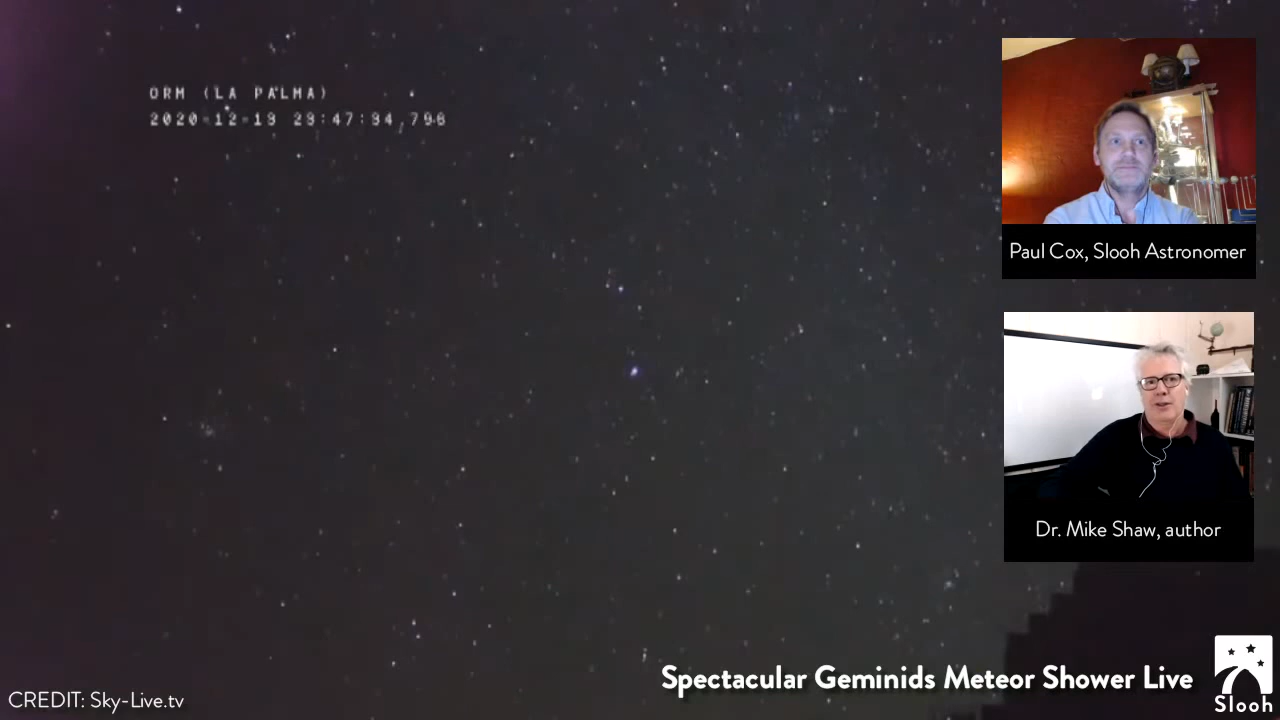 ORM (LA PALMA)
2020-12-13 23:47:34.796
Paul Cox, Slooh Astronomer
Dr. Mike Shaw, author
Spectacular Geminids Meteor Shower Live
Slooh
CREDIT: Sky-Live.tv